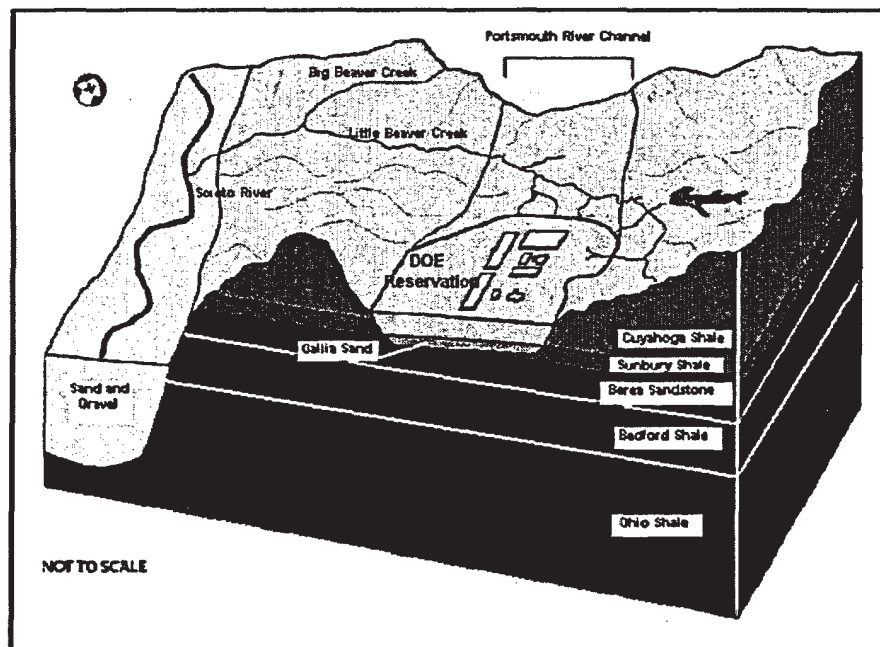 Portsmouth River Channel
Big Beaver Creek
Little Beaver Creek
Scioto River
DOE
Reservation
Gallia Sand
Cuyahoga Shale
Sunbury Shale
Berea Sandstone
Sand and
Gravel
Bedford Shale
Ohio Shale
NOT TO SCALE